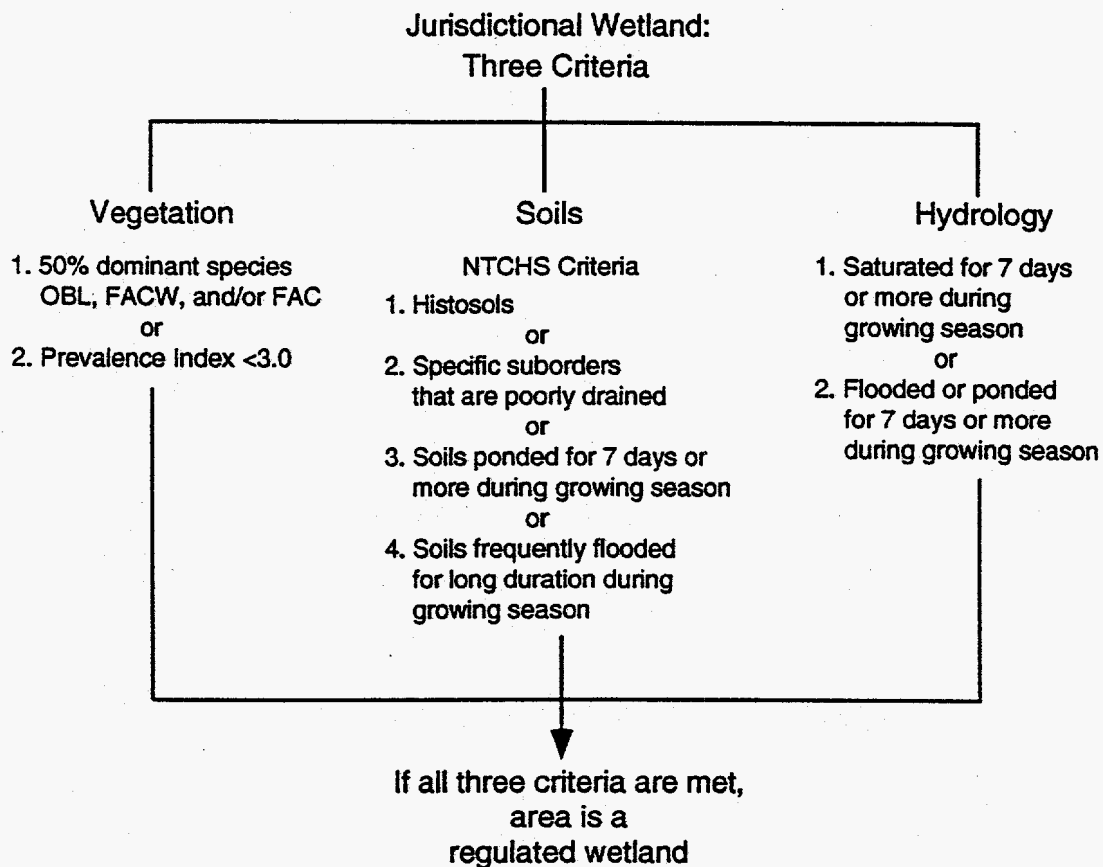 Jurisdictional Wetland:
Three Criteria
Vegetation
1. 50% dominant species
OBL, FACW, and/or FAC
or
2. Prevalence Index <3.0
Soils
NTCHS Criteria
1. Histosols
or
2. Specific suborders
that are poorly drained
or
3. Soils ponded for 7 days or
more during growing season
or
4. Soils frequently flooded
for long duration during
growing season
Hydrology
1. Saturated for 7 days
or more during
growing season
or
2. Flooded or ponded
for 7 days or more
during growing season
If all three criteria are met,
area is a
regulated wetland